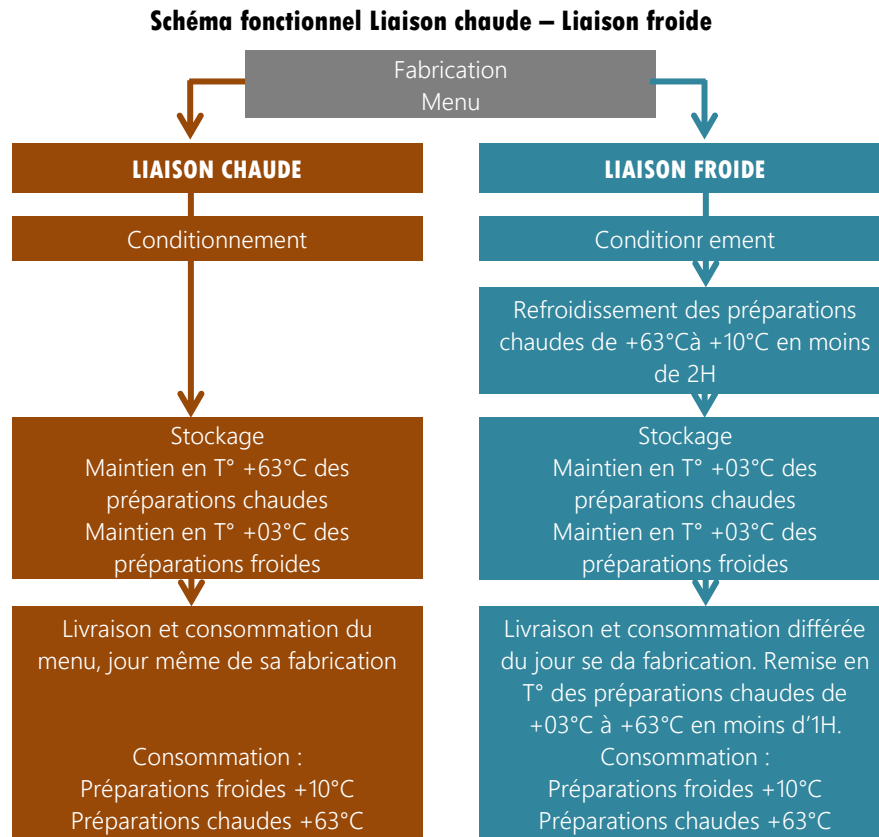 Schéma fonctionnel Liaison chaude – Liaison froide
Fabrication
Menu
LIAISON CHAUDE
Conditionnement
Stockage
Maintien en T° +63°C des
préparations chaudes
Maintien en T° +03°C des
préparations froides
Livraison et consommation du
menu, jour même de sa fabrication
Consommation :
Préparations froides +10°C
Préparations chaudes +63°C
LIAISON FROIDE
Conditionnement
Refroidissement des préparations
chaudes de +63°Cà +10°C en moins
de 2H
Stockage
Maintien en T° +03°C des
préparations chaudes
Maintien en T° +03°C des
préparations froides
Livraison et consommation différée
du jour se da fabrication. Remise en
T° des préparations chaudes de
+03°C à +63°C en moins d’1H.
Consommation :
Préparations froides +10°C
Préparations chaudes +63°C